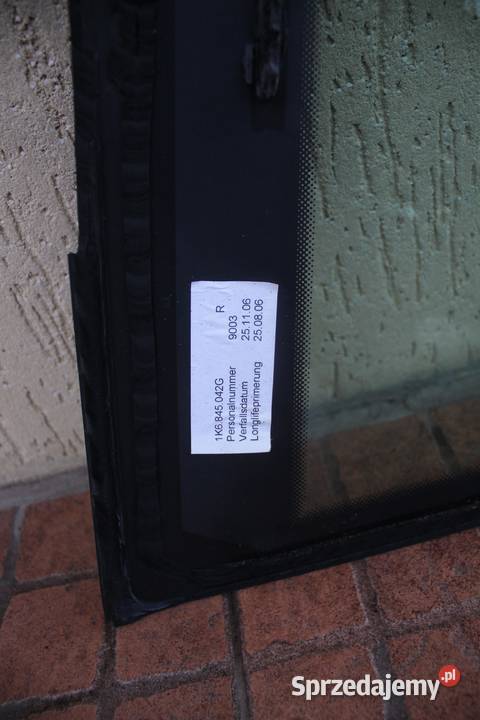 1K6.845.042G R
Personalnummer 9003
Verfallsdatum 25.11.06
Longlifeprimerung 25.08.06
Sprzedajemy.pl